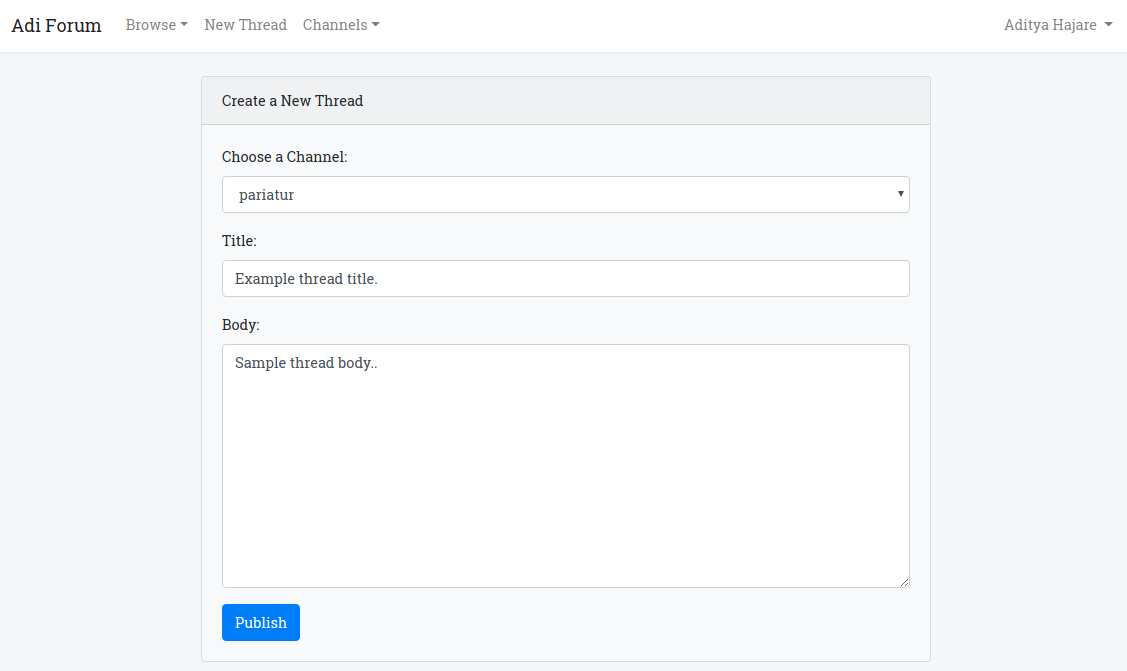 Adi Forum Browse New Thread Channels Aditya Hajare
Create a New Thread
Choose a Channel:
pariatur
Title:
Example thread title.
Body:
Sample thread body..
Publish